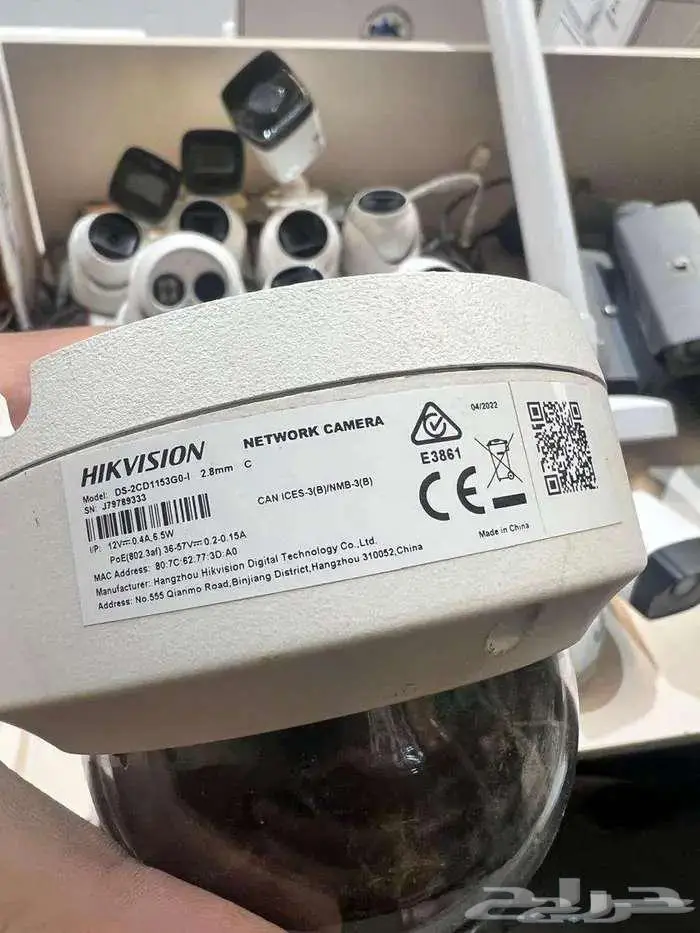 HIKVISION
NETWORK CAMERA
Model: DS-2CD1153G0-I 2.8mm C
SN: J79789333
CAN ICES-3(B)/NMB-3(B)
I/P: 12V⎓0.4A,6.5W
PoE(802.3af) 36-57V⎓0.2-0.15A
MAC Address: 80:7C:62:77:3D:A0
Manufacturer: Hangzhou Hikvision Digital Technology Co.,Ltd.
Address: No.555 Qianmo Road,Binjiang District,Hangzhou 310052,China
04/2022
E3861
CE
Made in China
حراج